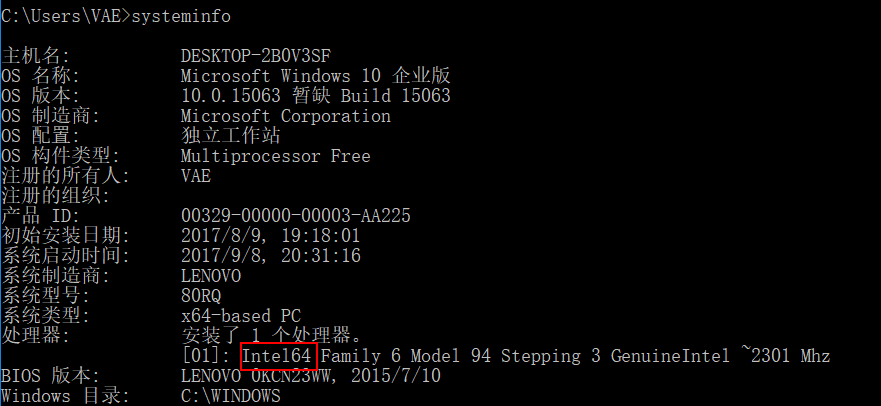 C:\Users\VAE>systeminfo
主机名: DESKTOP-2B0V3SF
OS 名称: Microsoft Windows 10 企业版
OS 版本: 10.0.15063 暂缺 Build 15063
OS 制造商: Microsoft Corporation
OS 配置: 独立工作站
OS 构件类型: Multiprocessor Free
注册的所有人: VAE
注册的组织:
产品 ID: 00329-00000-00003-AA225
初始安装日期: 2017/8/9, 19:18:01
系统启动时间: 2017/9/8, 20:31:16
系统制造商: LENOVO
系统型号: 80RQ
系统类型: x64-based PC
处理器: 安装了 1 个处理器。
[01]: Intel64 Family 6 Model 94 Stepping 3 GenuineIntel ~2301 Mhz
BIOS 版本: LENOVO 0KCN23WW, 2015/7/10
Windows 目录: C:\WINDOWS